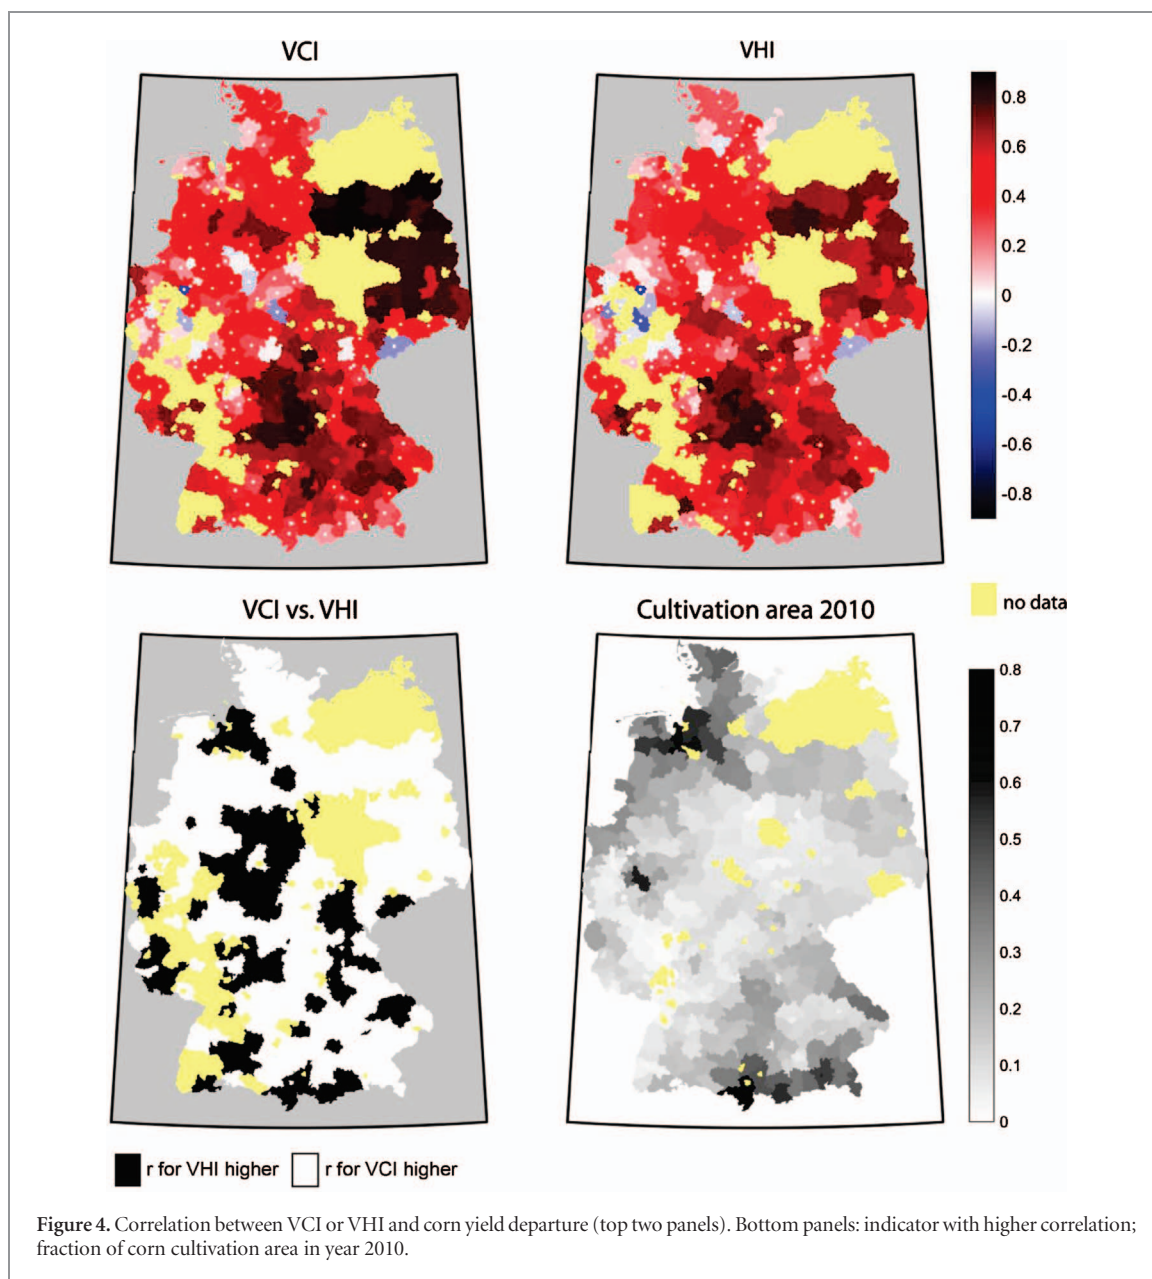 VCI
VHI
0.8
0.6
0.4
0.2
0
-0.2
-0.4
-0.6
-0.8
no data
VCI vs. VHI
Cultivation area 2010
0.8
0.7
0.6
0.5
0.4
0.3
0.2
0.1
0
r for VHI higher
r for VCI higher
Figure 4. Correlation between VCI or VHI and corn yield departure (top two panels). Bottom panels: indicator with higher correlation;
fraction of corn cultivation area in year 2010.